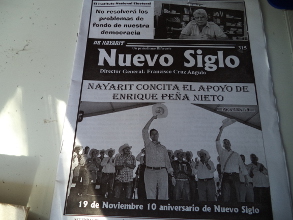 El Instituto Nacional Electoral
No resolverá los
problemas de
fondo de nuestra
democracia
DE NAYARIT
Nuevo Siglo
Director General: Francisco Cruz Angulo
NAYARIT CONCITA EL APOYO DE
ENRIQUE PEÑA NIETO
19 de Noviembre 10 aniversario de Nuevo Siglo